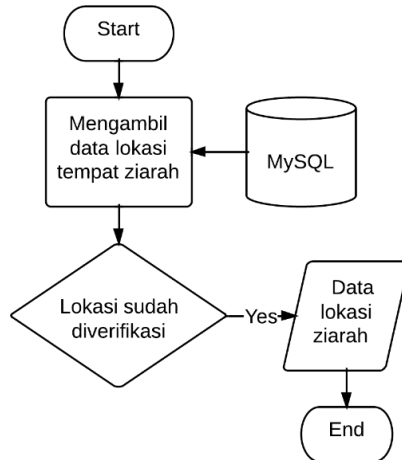 Start
Mengambil
data lokasi
tempat ziarah
MySQL
Lokasi sudah
diverifikasi
Yes
Data
lokasi
ziarah
End